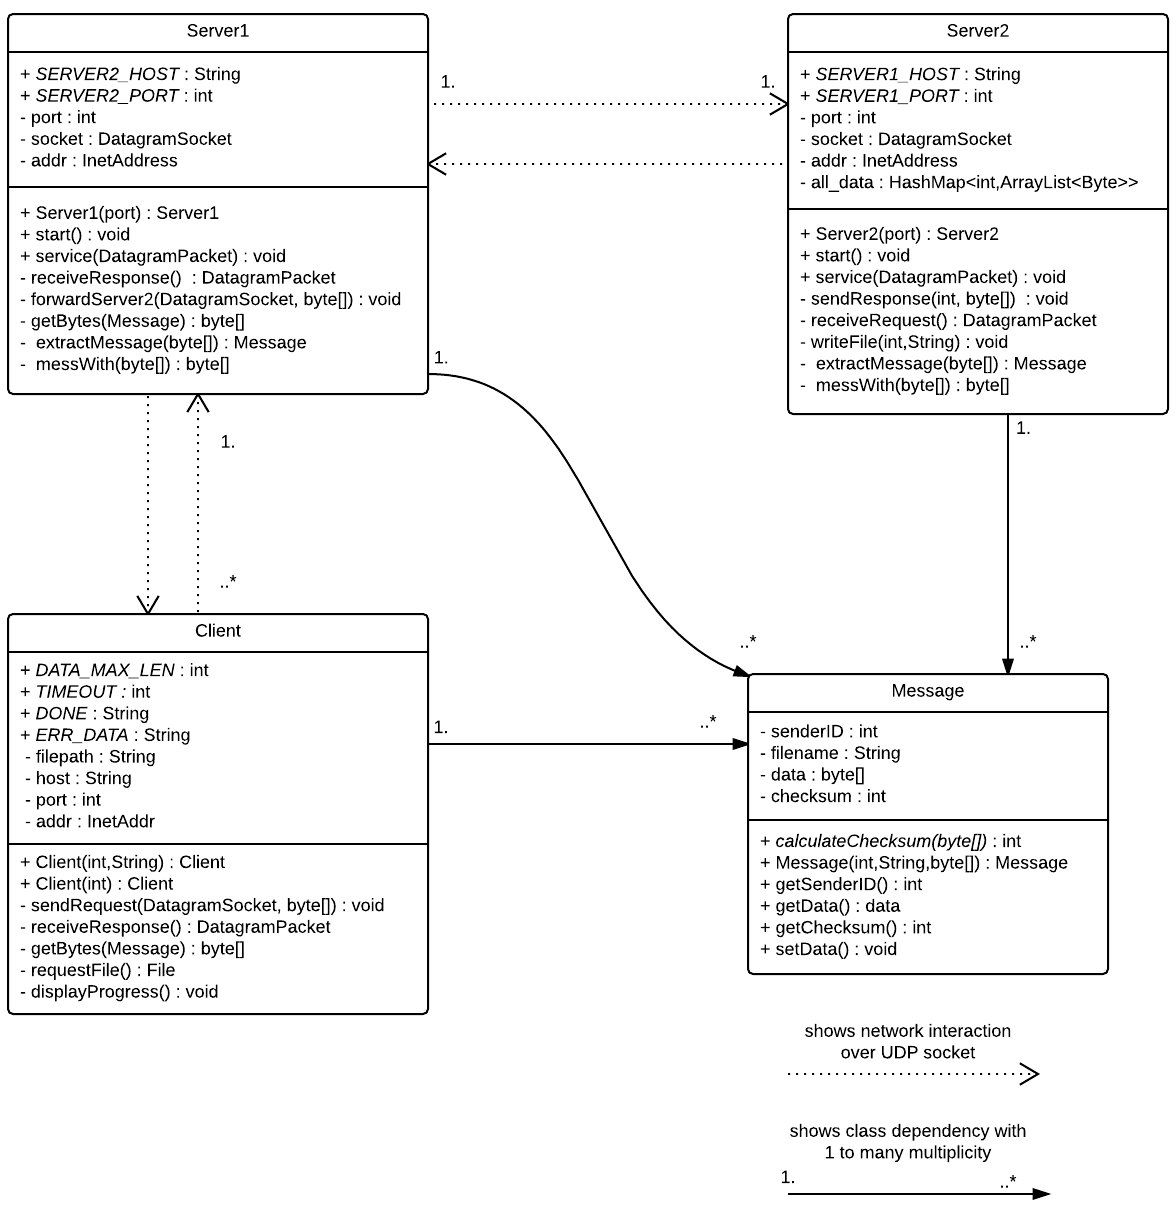 Server1
+ SERVER2_HOST : String
+ SERVER2_PORT : int
- port : int
- socket : DatagramSocket
- addr : InetAddress
+ Server1(port) : Server1
+ start() : void
+ service(DatagramPacket) : void
- receiveResponse()  : DatagramPacket
- forwardServer2(DatagramSocket, byte[]) : void
- getBytes(Message) : byte[]
-  extractMessage(byte[]) : Message
-  messWith(byte[]) : byte[]
1.
1.
Server2
+ SERVER1_HOST : String
+ SERVER1_PORT : int
- port : int
- socket : DatagramSocket
- addr : InetAddress
- all_data : HashMap<int,ArrayList<Byte>>
+ Server2(port) : Server2
+ start() : void
+ service(DatagramPacket) : void
- sendResponse(int, byte[])  : void
- receiveRequest() : DatagramPacket
- writeFile(int,String) : void
-  extractMessage(byte[]) : Message
-  messWith(byte[]) : byte[]
1.
1.
1.
..*
..*
..*
Client
+ DATA_MAX_LEN : int
+ TIMEOUT : int
+ DONE : String
+ ERR_DATA : String
- filepath : String
- host : String
- port : int
- addr : InetAddr
+ Client(int,String) : Client
+ Client(int) : Client
- sendRequest(DatagramSocket, byte[]) : void
- receiveResponse() : DatagramPacket
- getBytes(Message) : byte[]
- requestFile() : File
- displayProgress() : void
1.
..*
Message
- senderID : int
- filename : String
- data : byte[]
- checksum : int
+ calculateChecksum(byte[]) : int
+ Message(int,String,byte[]) : Message
+ getSenderID() : int
+ getData() : data
+ getChecksum() : int
+ setData() : void
shows network interaction
over UDP socket
shows class dependency with
1 to many multiplicity
1.
..*